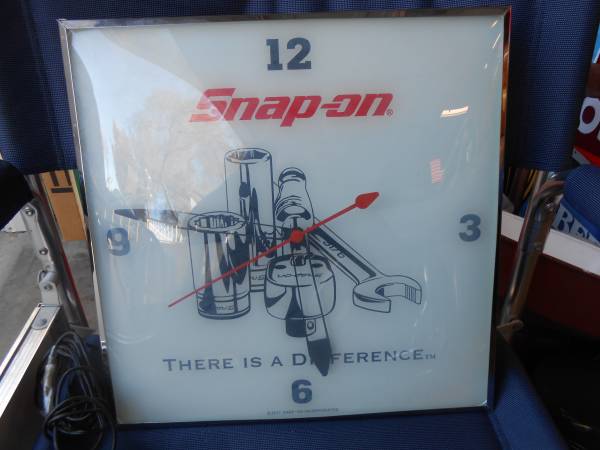 12
Snap-on®
9
3
THERE IS A DIFFERENCE™
6